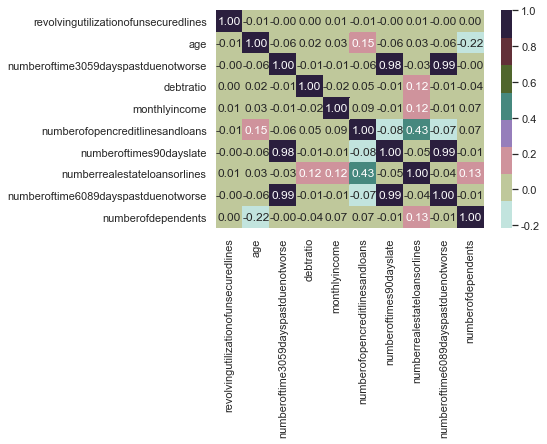 revolvingutilizationofunsecuredlines 1.00 -0.01 -0.00 0.00 0.01 -0.01 -0.00 0.01 -0.00 0.00
age -0.01 1.00 -0.06 0.02 0.03 0.15 -0.06 0.03 -0.06 -0.22
numberoftime3059dayspastduenotworse -0.00 -0.06 1.00 -0.01 -0.01 -0.06 0.98 -0.03 0.99 -0.00
debtratio 0.00 0.02 -0.01 1.00 -0.02 0.05 -0.01 0.12 -0.01 -0.04
monthlyincome 0.01 0.03 -0.01 -0.02 1.00 0.09 -0.01 0.12 -0.01 0.07
numberofopencreditlinesandloans -0.01 0.15 -0.06 0.05 0.09 1.00 -0.08 0.43 -0.07 0.07
numberoftimes90dayslate -0.00 -0.06 0.98 -0.01 -0.01 -0.08 1.00 -0.05 0.99 -0.01
numberrealestateloansorlines 0.01 0.03 -0.03 0.12 0.12 0.43 -0.05 1.00 -0.04 0.13
numberoftime6089dayspastduenotworse -0.00 -0.06 0.99 -0.01 -0.01 -0.07 0.99 -0.04 1.00 -0.01
numberofdependents 0.00 -0.22 -0.00 -0.04 0.07 0.07 -0.01 0.13 -0.01 1.00
revolvingutilizationofunsecuredlines
age
numberoftime3059dayspastduenotworse
debtratio
monthlyincome
numberofopencreditlinesandloans
numberoftimes90dayslate
numberrealestateloansorlines
numberoftime6089dayspastduenotworse
numberofdependents
1.0
0.8
0.6
0.4
0.2
0.0
-0.2